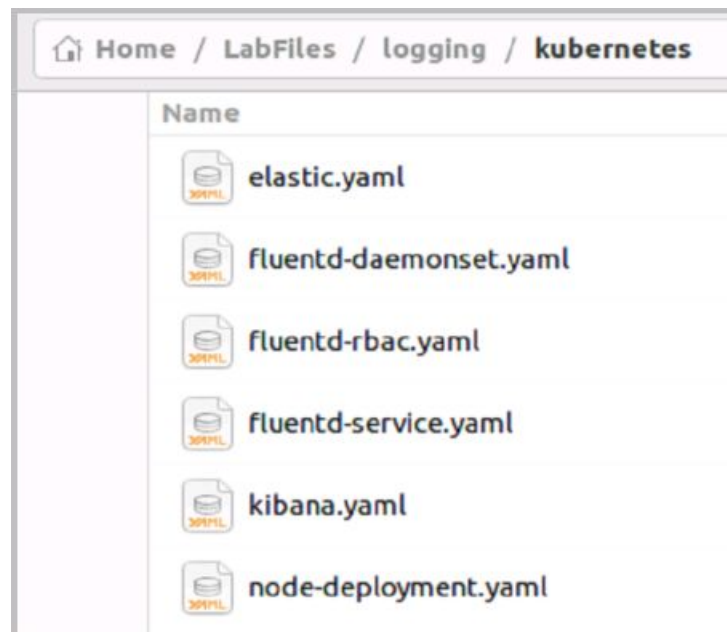 Home / LabFiles / logging / kubernetes
Name
elastic.yaml
fluentd-daemonset.yaml
fluentd-rbac.yaml
fluentd-service.yaml
kibana.yaml
node-deployment.yaml